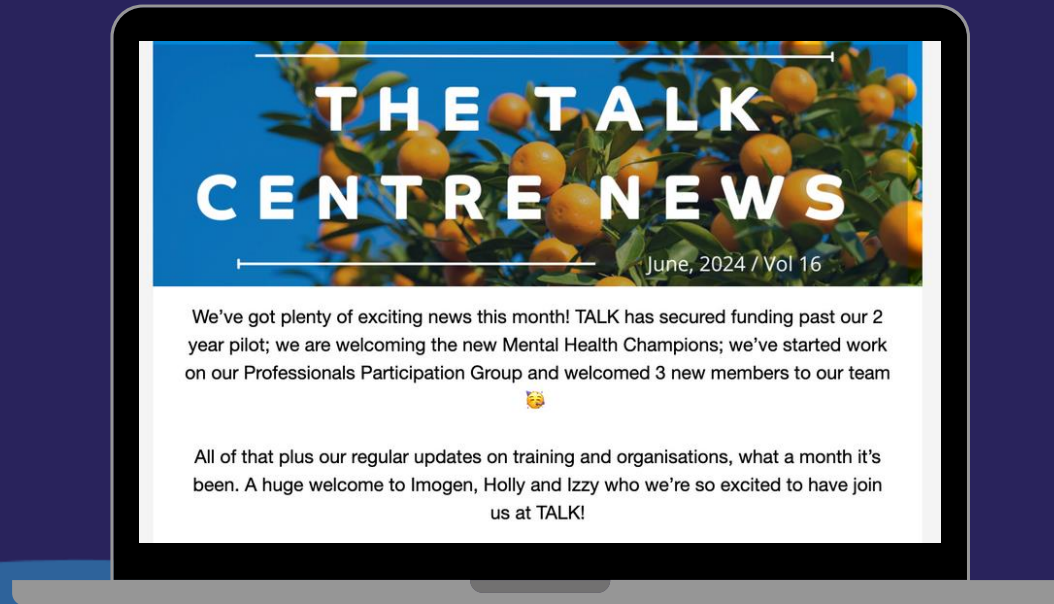 THE TALK
CENTRE NEWS
June, 2024 / Vol 16
We’ve got plenty of exciting news this month! TALK has secured funding past our 2
year pilot; we are welcoming the new Mental Health Champions; we’ve started work
on our Professionals Participation Group and welcomed 3 new members to our team
🥳
All of that plus our regular updates on training and organisations, what a month it’s
been. A huge welcome to Imogen, Holly and Izzy who we’re so excited to have join
us at TALK!